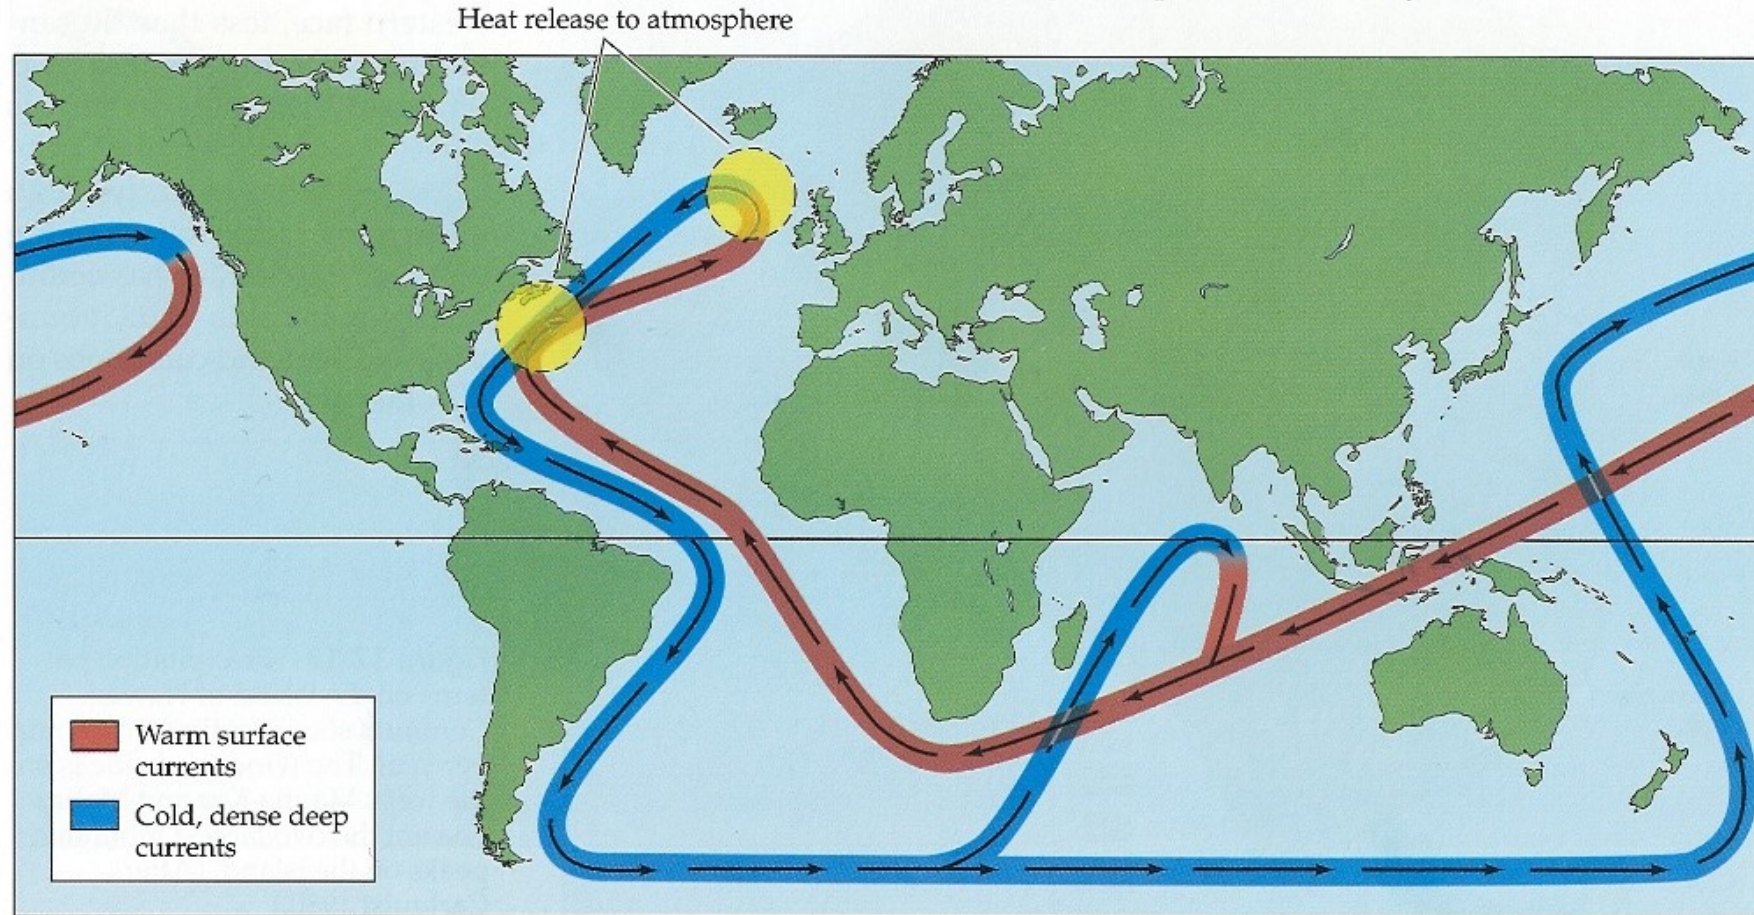 Heat release to atmosphere
Warm surface
currents
Cold, dense deep
currents